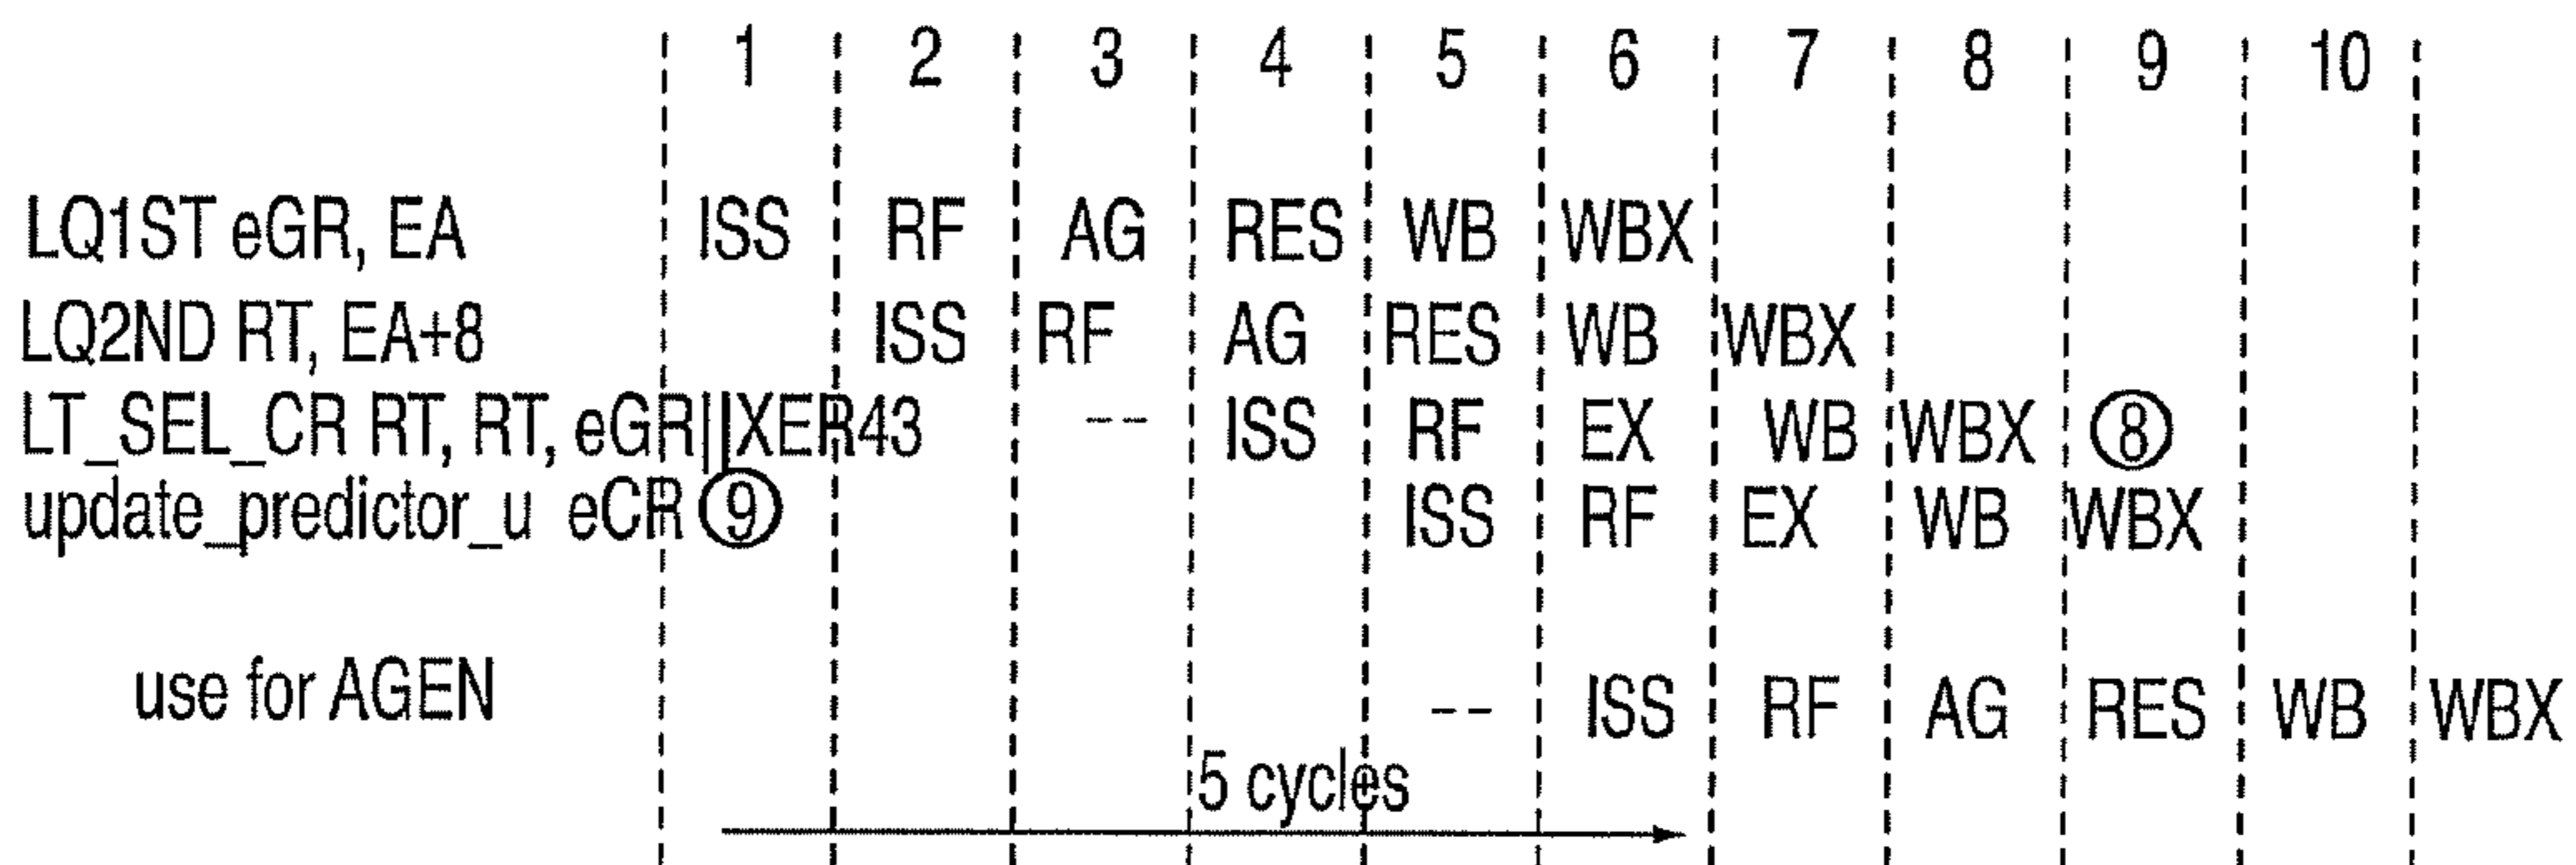 1 2 3 4 5 6 7 8 9 10
LQ1ST eGR, EA ISS RF AG RES WB WBX
LQ2ND RT, EA+8 ISS RF AG RES WB WBX
LT_SEL_CR RT, RT, eGR||XER43 -- ISS RF EX WB WBX ⑧
update_predictor_u eCR ⑨ ISS RF EX WB WBX
use for AGEN -- ISS RF AG RES WB WBX
5 cycles